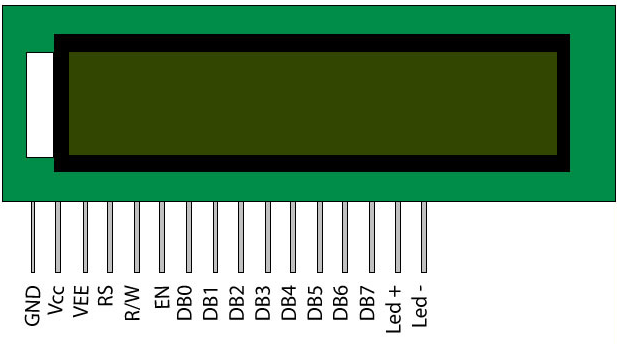 GND
Vcc
VEE
RS
R/W
EN
DB0
DB1
DB2
DB3
DB4
DB5
DB6
DB7
Led +
Led -